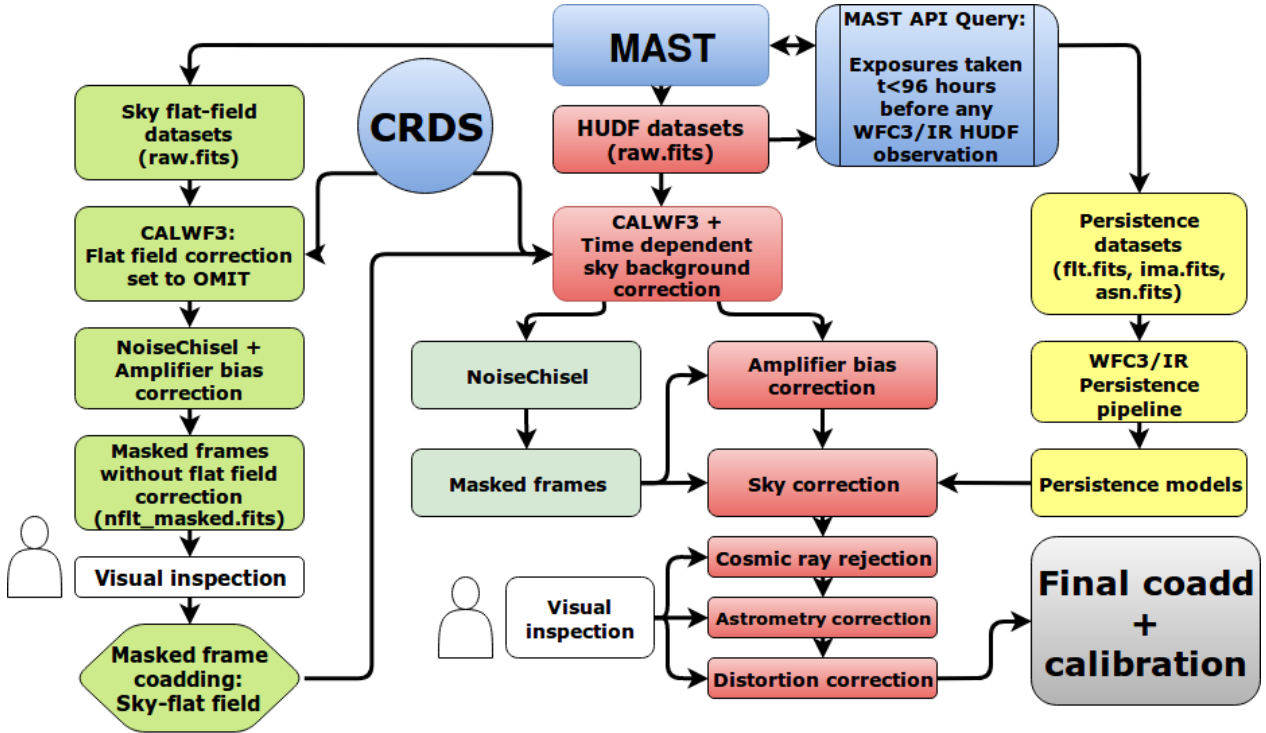 MAST
MAST API Query:
Exposures taken
t<96 hours
before any
WFC3/IR HUDF
observation
Sky flat-field
datasets
(raw.fits)
CRDS
HUDF datasets
(raw.fits)
CALWF3:
Flat field correction
set to OMIT
CALWF3 +
Time dependent
sky background
correction
Persistence
datasets
(flt.fits, ima.fits,
asn.fits)
NoiseChisel +
Amplifier bias
correction
NoiseChisel
Amplifier bias
correction
WFC3/IR
Persistence
pipeline
Masked frames
without flat field
correction
(nflt_masked.fits)
Masked frames
Sky correction
Persistence models
Visual inspection
Cosmic ray rejection
Visual
inspection
Astrometry correction
Distortion correction
Final coadd
+
calibration
Masked frame
coadding:
Sky-flat field